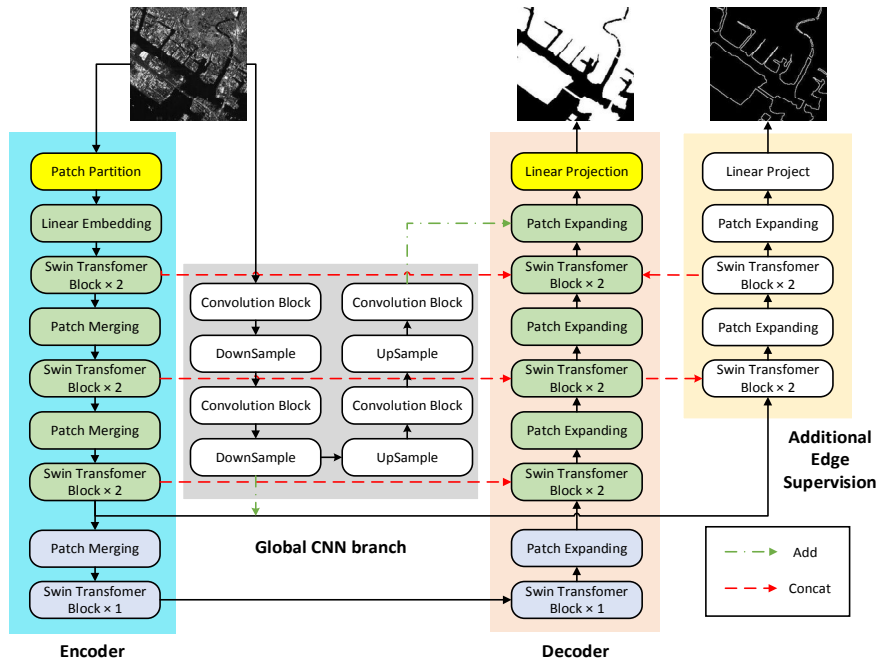 Patch Partition
Linear Embedding
Swin Transfomer
Block × 2
Patch Merging
Swin Transfomer
Block × 2
Patch Merging
Swin Transfomer
Block × 2
Patch Merging
Swin Transfomer
Block × 1
Encoder
Convolution Block
DownSample
Convolution Block
DownSample
Convolution Block
UpSample
Convolution Block
UpSample
Global CNN branch
Linear Projection
Patch Expanding
Swin Transfomer
Block × 2
Patch Expanding
Swin Transfomer
Block × 2
Patch Expanding
Swin Transfomer
Block × 2
Patch Expanding
Swin Transfomer
Block × 1
Decoder
Linear Project
Patch Expanding
Swin Transfomer
Block × 2
Patch Expanding
Swin Transfomer
Block × 2
Additional
Edge
Supervision
Add
Concat